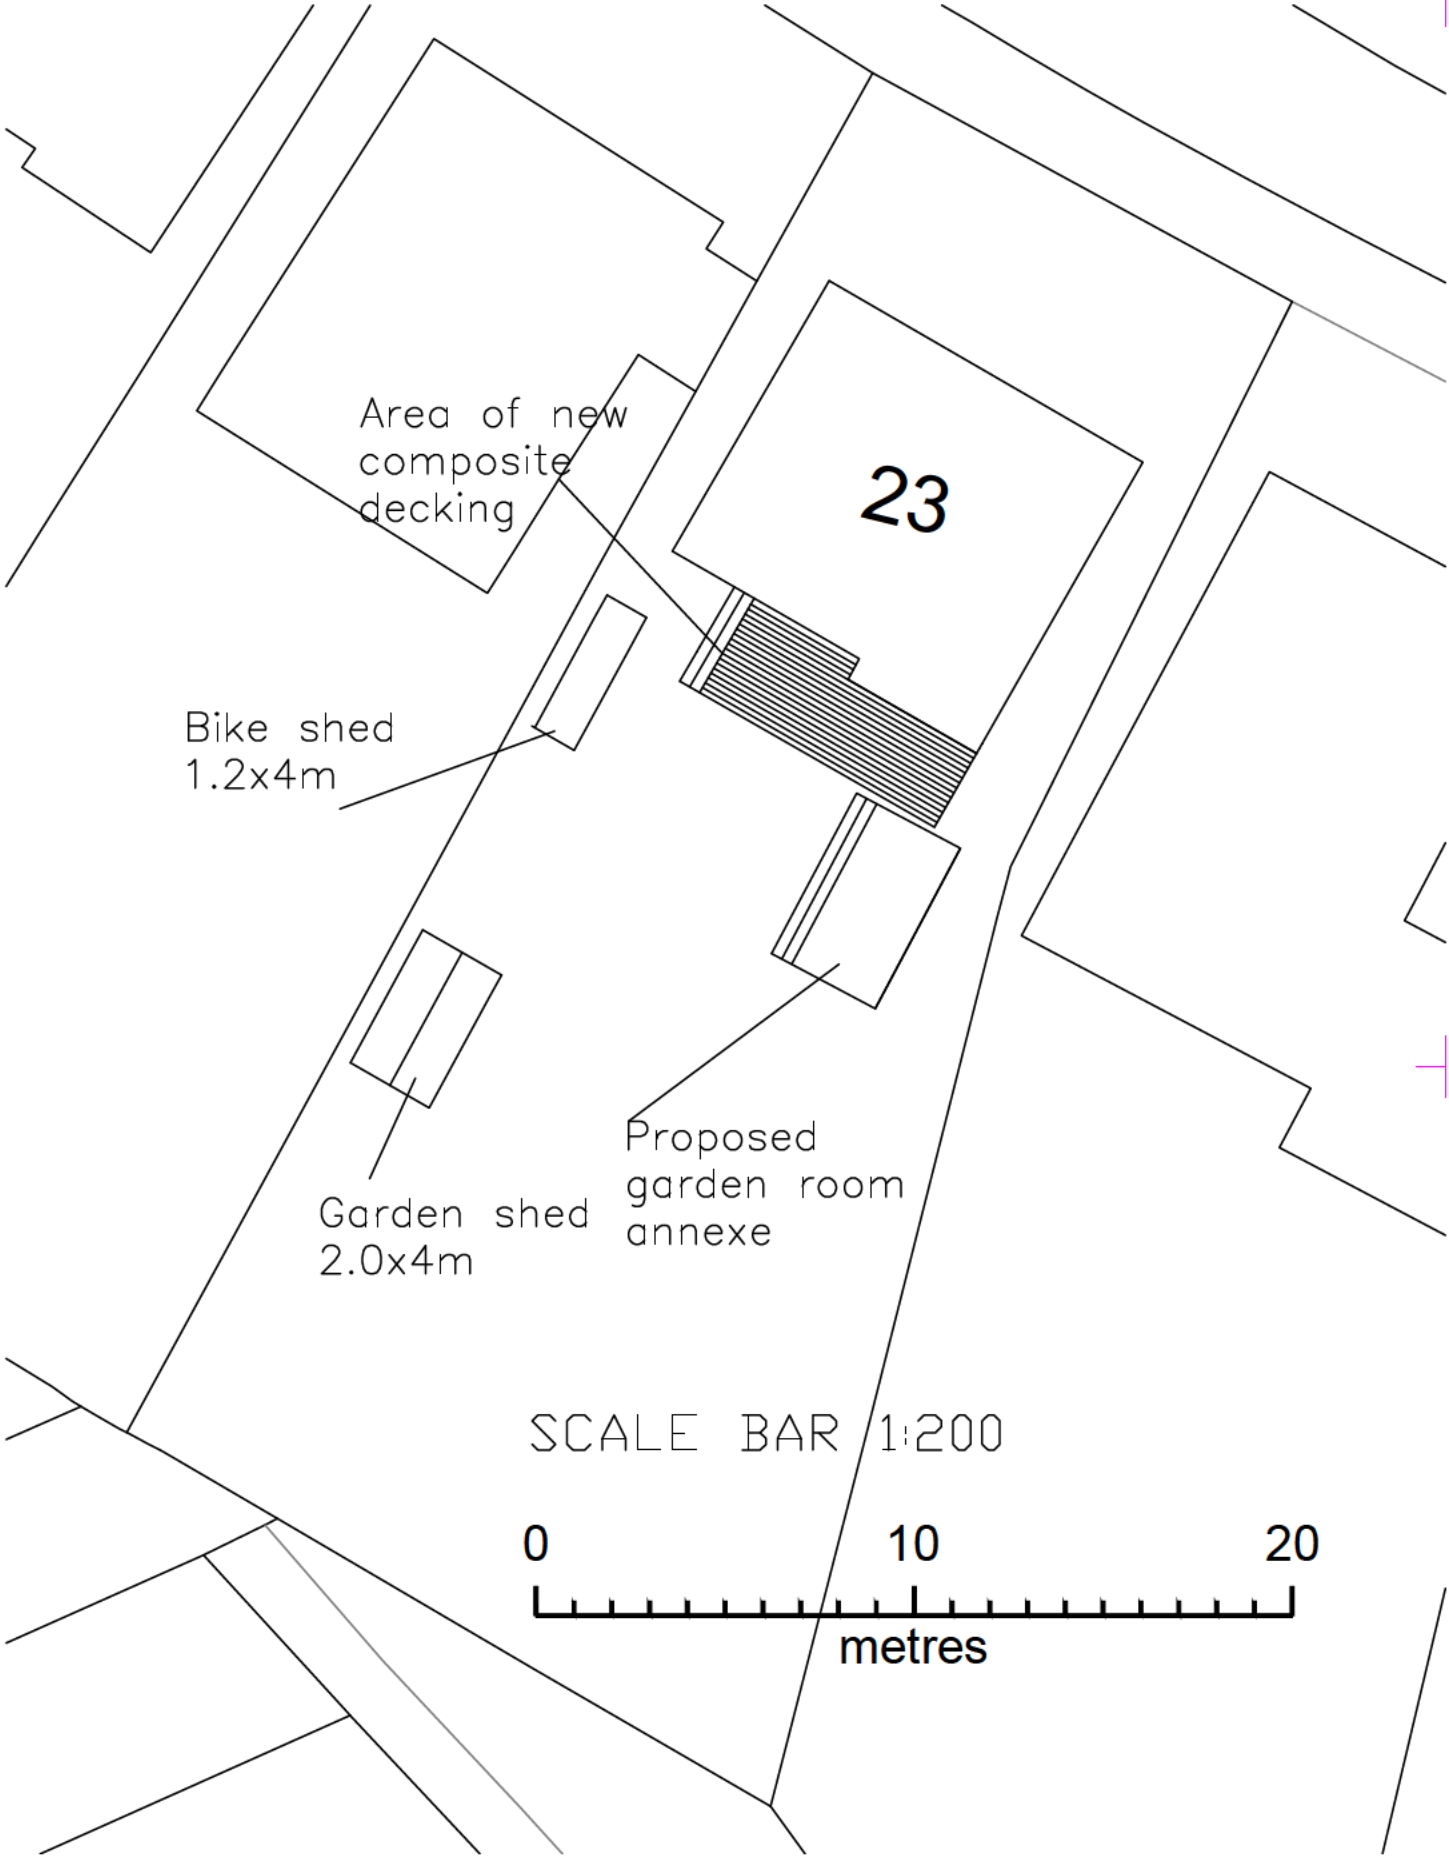 Area of new
composite
decking
23
Bike shed
1.2x4m
Proposed
garden room
annexe
Garden shed
2.0x4m
SCALE BAR 1:200
0 10 20
metres